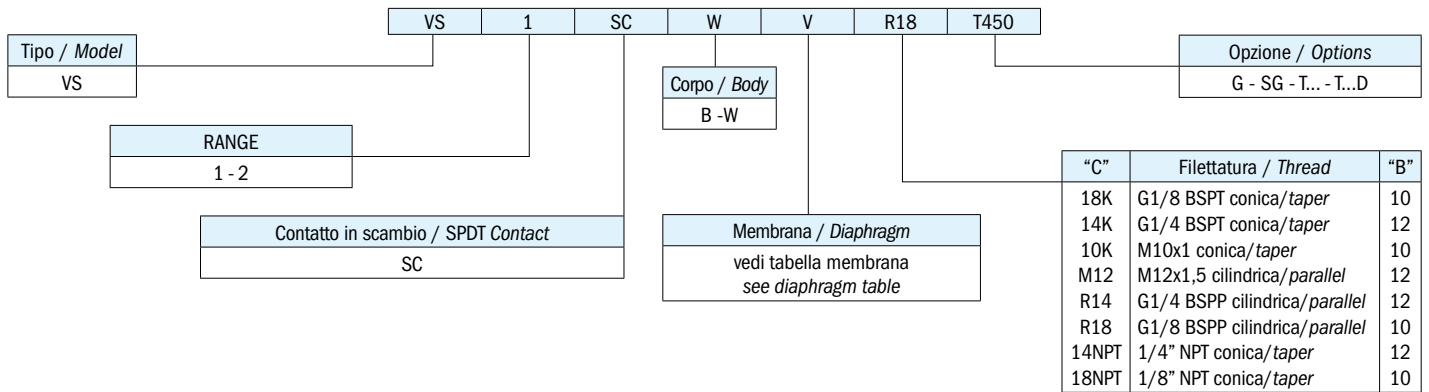 VS 1 SC W V R18 T450
Tipo / Model
VS
Opzione / Options
G - SG - T... - T...D
Corpo / Body
B -W
RANGE
1 - 2
Contatto in scambio / SPDT Contact
SC
Membrana / Diaphragm
vedi tabella membrana
see diaphragm table
“C” Filettatura / Thread “B”
18K G1/8 BSPT conica/taper 10
14K G1/4 BSPT conica/taper 12
10K M10x1 conica/taper 10
M12 M12x1,5 cilindrica/parallel 12
R14 G1/4 BSPP cilindrica/parallel 12
R18 G1/8 BSPP cilindrica/parallel 10
14NPT 1/4” NPT conica/taper 12
18NPT 1/8” NPT conica/taper 10